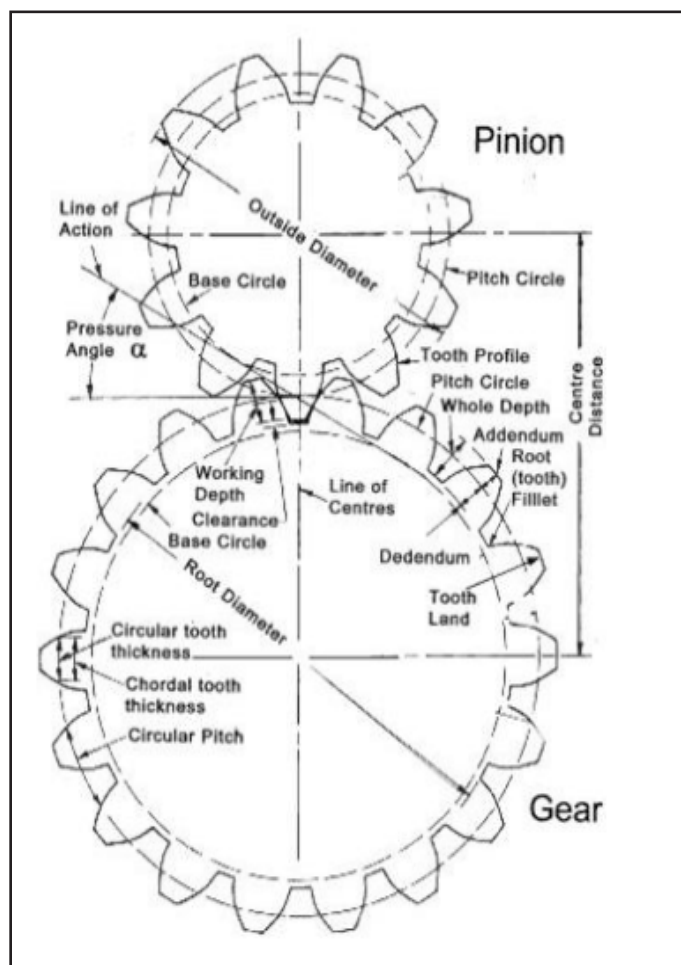 Pinion
Line of
Action
Outside Diameter
Base Circle
Pitch Circle
Pressure
Angle α
Tooth Profile
Pitch Circle
Whole Depth
Centre
Distance
Addendum
Root
(tooth)
Filllet
Working
Depth
Line of
Centres
Clearance
Base Circle
Dedendum
Root Diameter
Tooth
Land
Circular tooth
thickness
Chordal tooth
thickness
Circular Pitch
Gear